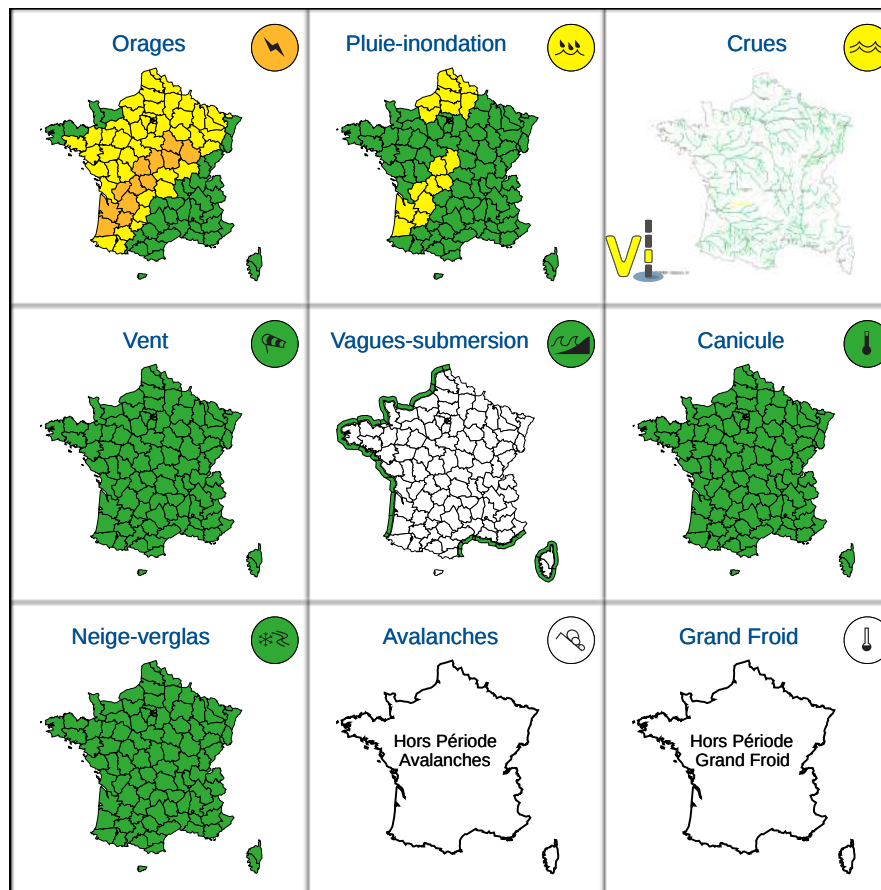 Orages
Pluie-inondation
Crues
Vent
Vagues-submersion
Canicule
Neige-verglas
Avalanches
Grand Froid
Hors Période
Avalanches
Hors Période
Grand Froid